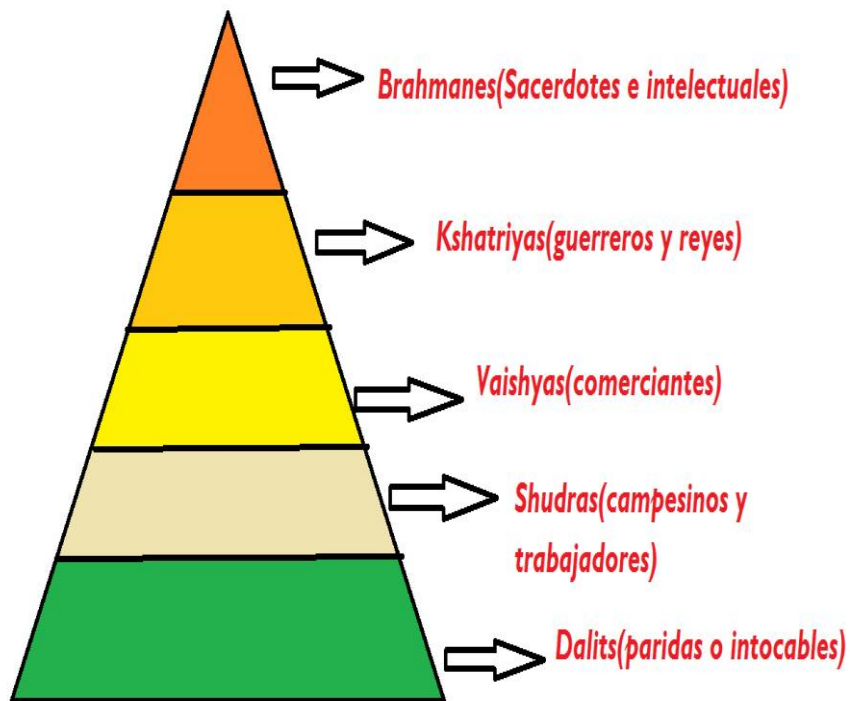 Brahmanes(Sacerdotes e intelectuales)
Kshatriyas(guerreros y reyes)
Vaishyas(comerciantes)
Shudras(campesinos y
trabajadores)
Dalits(paridas o intocables)